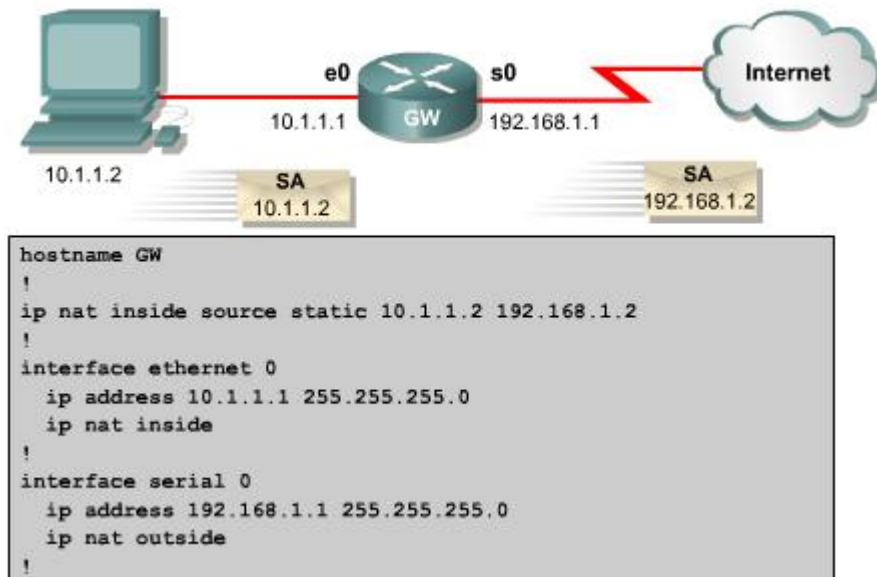 e0
s0
Internet
10.1.1.1
GW
192.168.1.1
10.1.1.2
SA
10.1.1.2
SA
192.168.1.2
hostname GW
!
ip nat inside source static 10.1.1.2 192.168.1.2
!
interface ethernet 0
ip address 10.1.1.1 255.255.255.0
ip nat inside
!
interface serial 0
ip address 192.168.1.1 255.255.255.0
ip nat outside
!